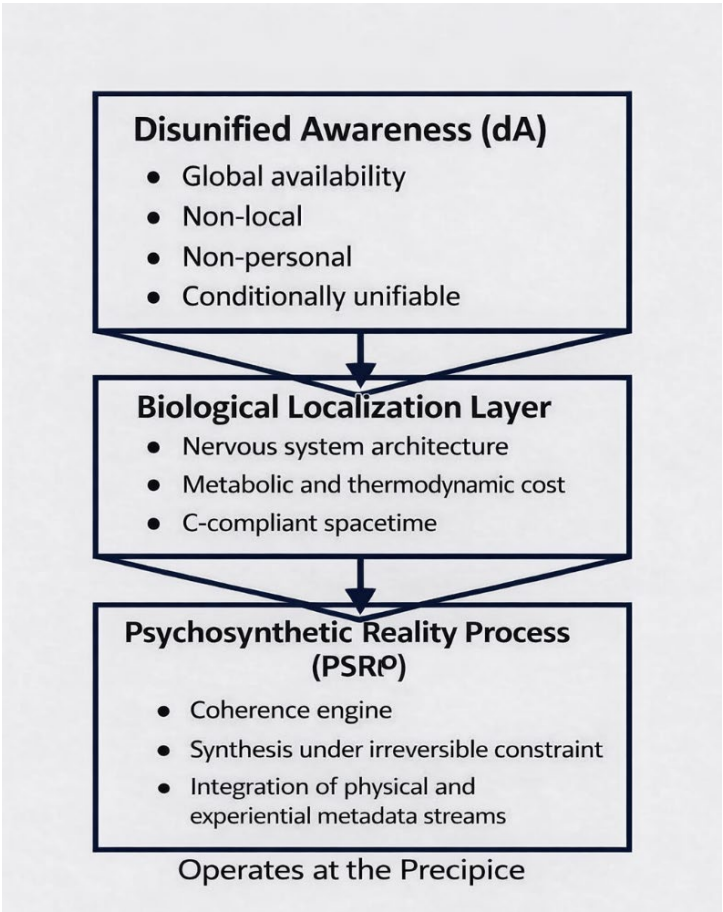 Disunified Awareness (dA)
• Global availability
• Non-local
• Non-personal
• Conditionally unifiable
Biological Localization Layer
• Nervous system architecture
• Metabolic and thermodynamic cost
• C-compliant spacetime
Psychosynthetic Reality Process
• Coherence engine
• Synthesis under irreversible constraint
• Integration of physical and
experiential metadata streams
Operates at the Precipice